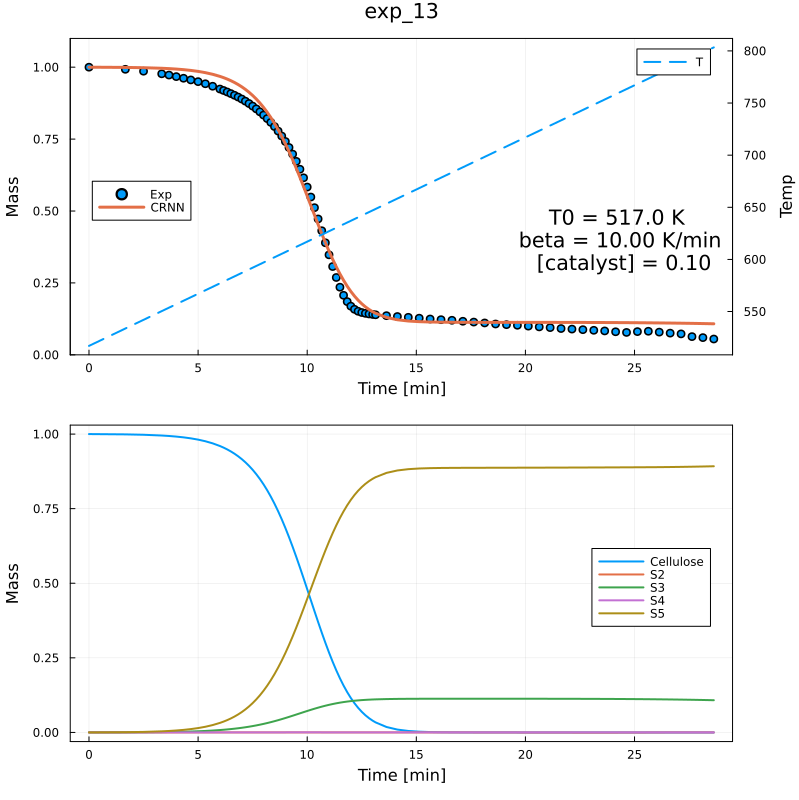 exp_13
1.00
0.75
0.50
0.25
0.00
Mass
800
750
700
650
600
550
Temp
T
Exp
CRNN
T0 = 517.0 K
beta = 10.00 K/min
[catalyst] = 0.10
0 5 10 15 20 25
Time [min]
1.00
0.75
0.50
0.25
0.00
Mass
Cellulose
S2
S3
S4
S5
0 5 10 15 20 25
Time [min]